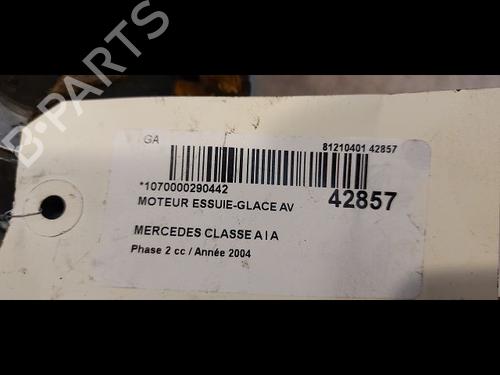 GA
81210401 42857
*1070000290442
MOTEUR ESSUIE-GLACE AV
42857
MERCEDES CLASSE A I A
Phase 2 cc / Année 2004
B-PARTS